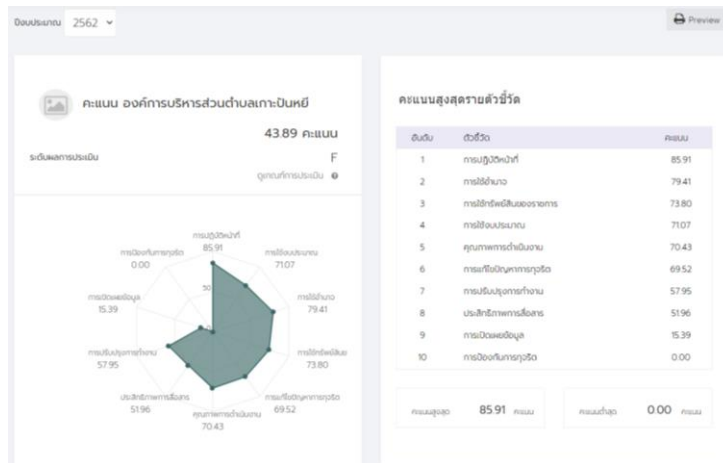 ปีงบประมาณ 2562
Preview
คะแนน องค์การบริหารส่วนตำบลเกาะปันหยี
43.89 คะแนน
ระดับผลการประเมิน F
ดูเกณฑ์การประเมิน
การปฏิบัติหน้าที่
85.91
การป้องกันการทุจริต
0.00
การใช้งบประมาณ
71.07
50
การเปิดเผยข้อมูล
15.39
การใช้อำนาจ
79.41
0
การปรับปรุงการทำงาน
57.95
การใช้ทรัพย์สินขอ
73.80
ประสิทธิภาพการสื่อสาร
51.96
การแก้ไขปัญหาการทุจริต
69.52
คุณภาพการดำเนินงาน
70.43
คะแนนสูงสุดรายตัวชี้วัด
อันดับ ตัวชี้วัด คะแนน
1 การปฏิบัติหน้าที่ 85.91
2 การใช้อำนาจ 79.41
3 การใช้ทรัพย์สินของราชการ 73.80
4 การใช้งบประมาณ 71.07
5 คุณภาพการดำเนินงาน 70.43
6 การแก้ไขปัญหาการทุจริต 69.52
7 การปรับปรุงการทำงาน 57.95
8 ประสิทธิภาพการสื่อสาร 51.96
9 การเปิดเผยข้อมูล 15.39
10 การป้องกันการทุจริต 0.00
คะแนนสูงสุด 85.91 คะแนน คะแนนต่ำสุด 0.00 คะแนน